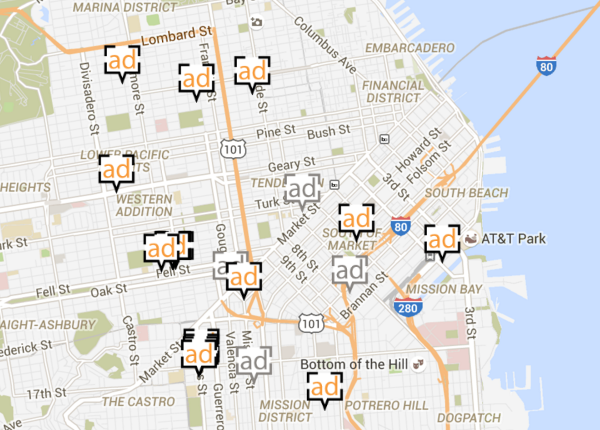 MARINA DISTRICT
Bay St
Lombard St
Columbus Ave
EMBARCADERO
80
Divisadero St
ad
ad
ad
FINANCIAL
DISTRICT
Pine St
Bush St
101
Howard St
Folsom St
LOWER PACIFIC
Geary St
3rd St
ad
HEIGHTS
TENDE
ad
SOUTH BEACH
WESTERN
ADDITION
Turk St
Market St
ad
80
ad
AT&T Park
SOUTH OF
MARKET
ad
8th St
9th St
Fell St
Fell St
Oak St
ad
ad
ad
Brannan St
MISSION BAY
280
101
3rd St
AIGHT-ASHBURY
Castro St
ederick St
Market St
ad
Valencia St
ad
Bottom of the Hill
17th St
ad
THE CASTRO
Guerrero
MISSION
DISTRICT
POTRERO HILL
DOGPATCH